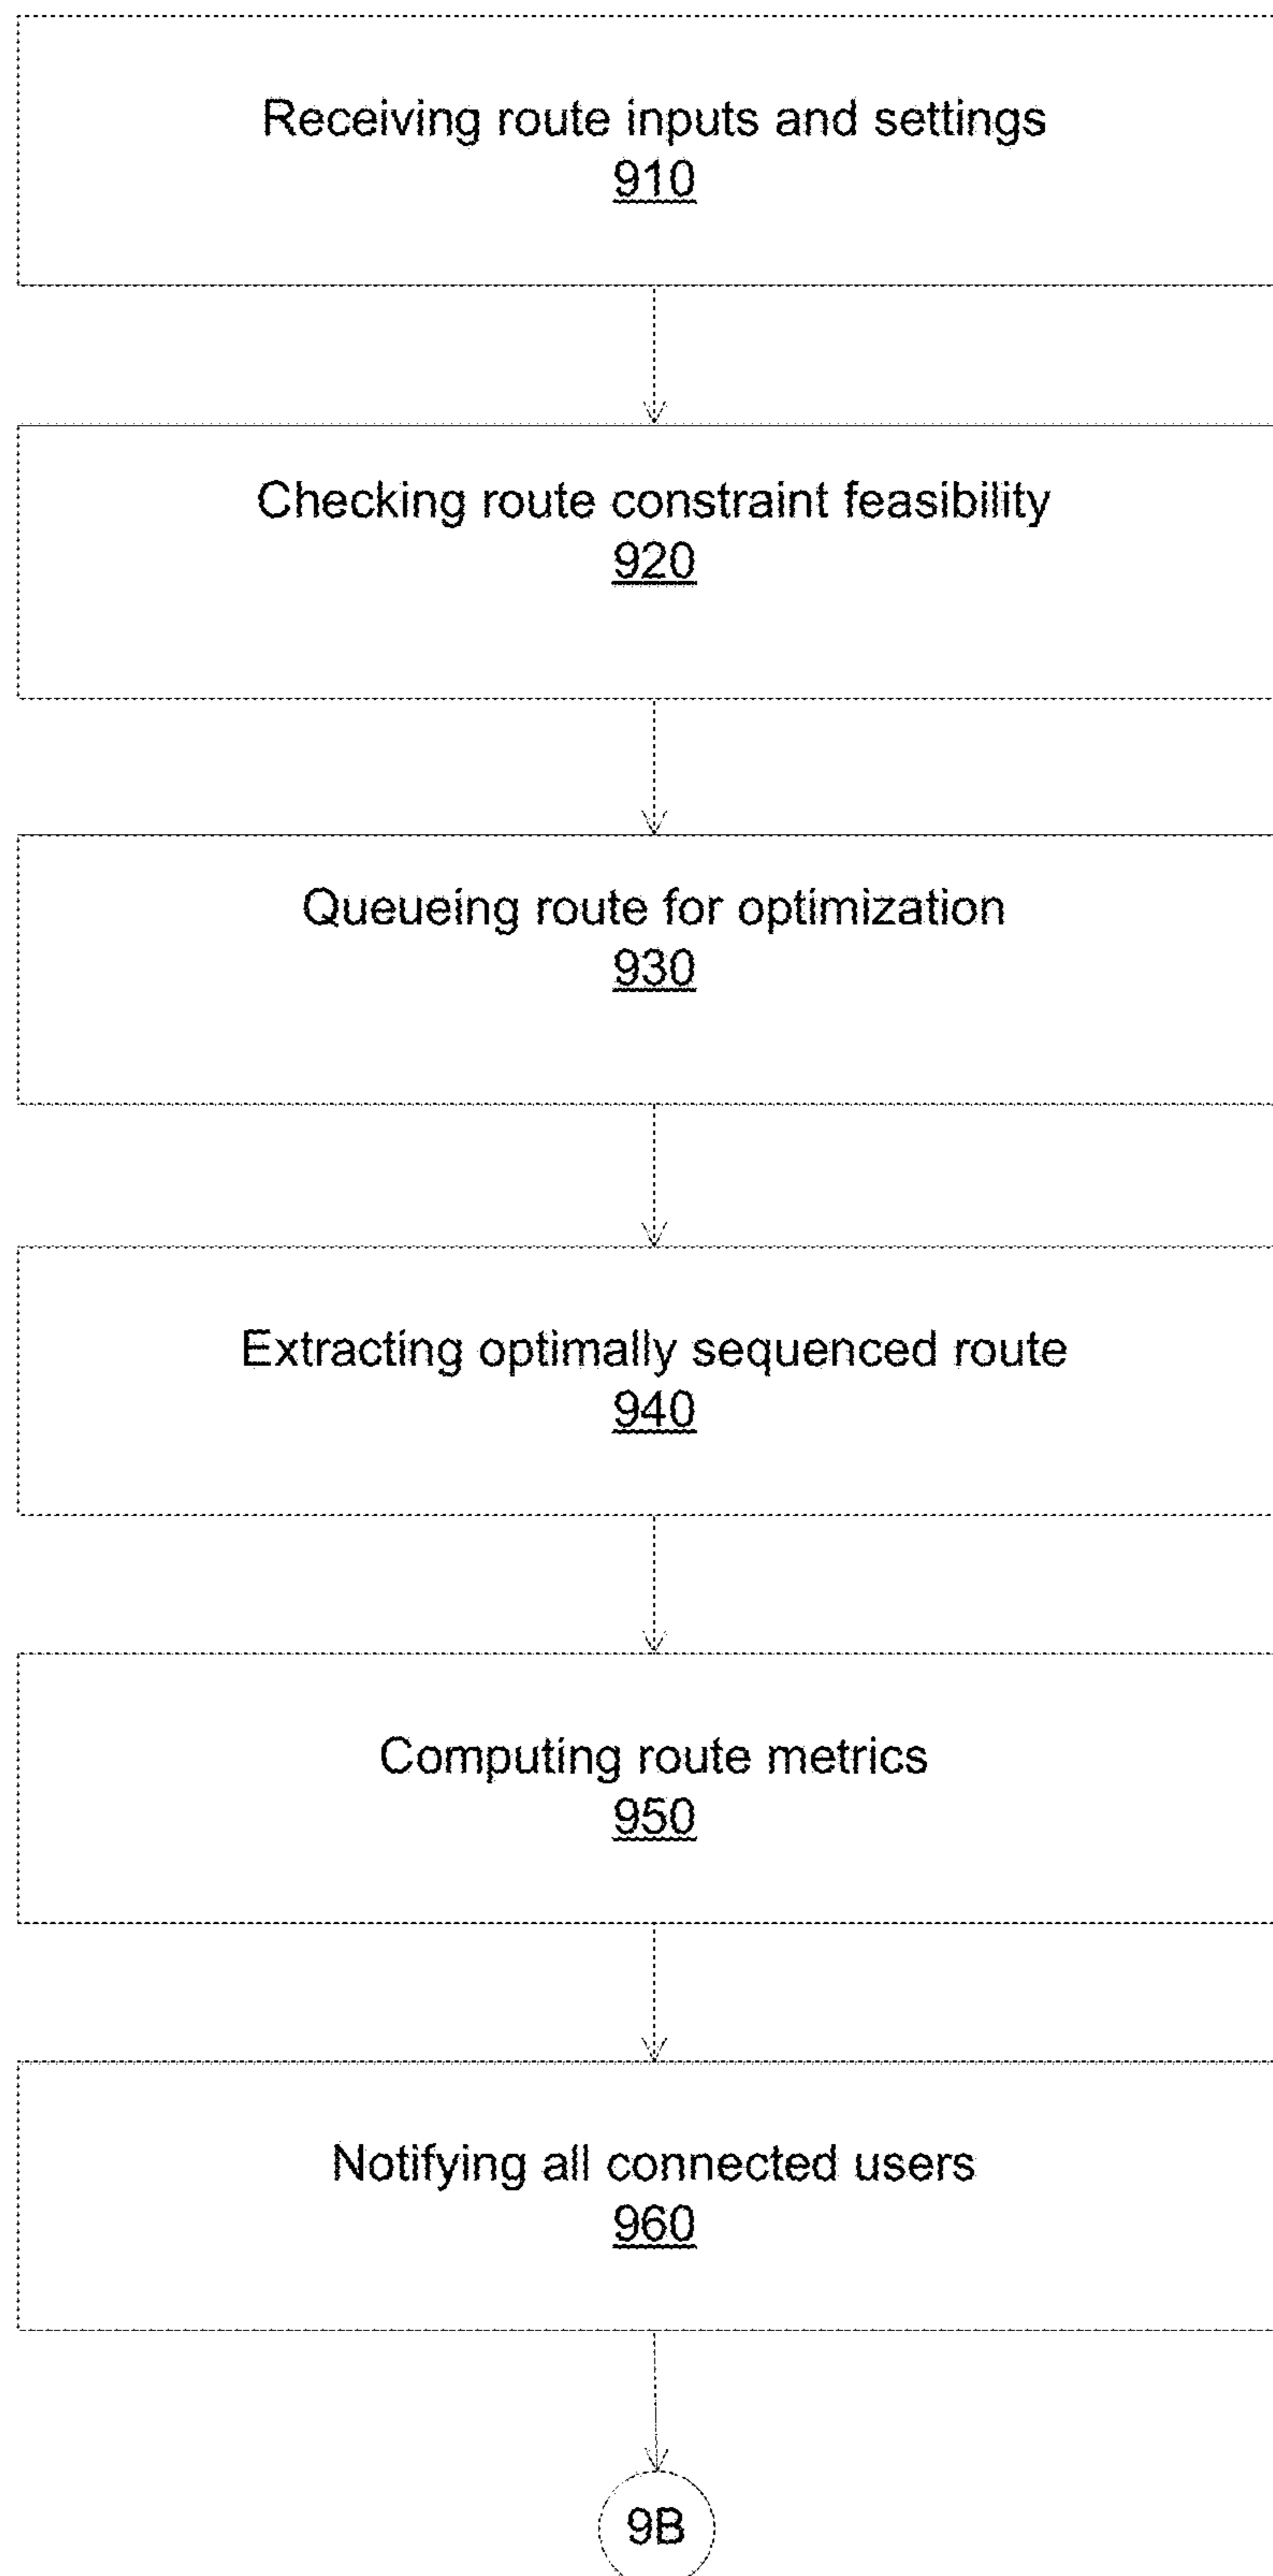 Receiving route inputs and settings
910
Checking route constraint feasibility
920
Queueing route for optimization
930
Extracting optimally sequenced route
940
Computing route metrics
950
Notifying all connected users
960
9B